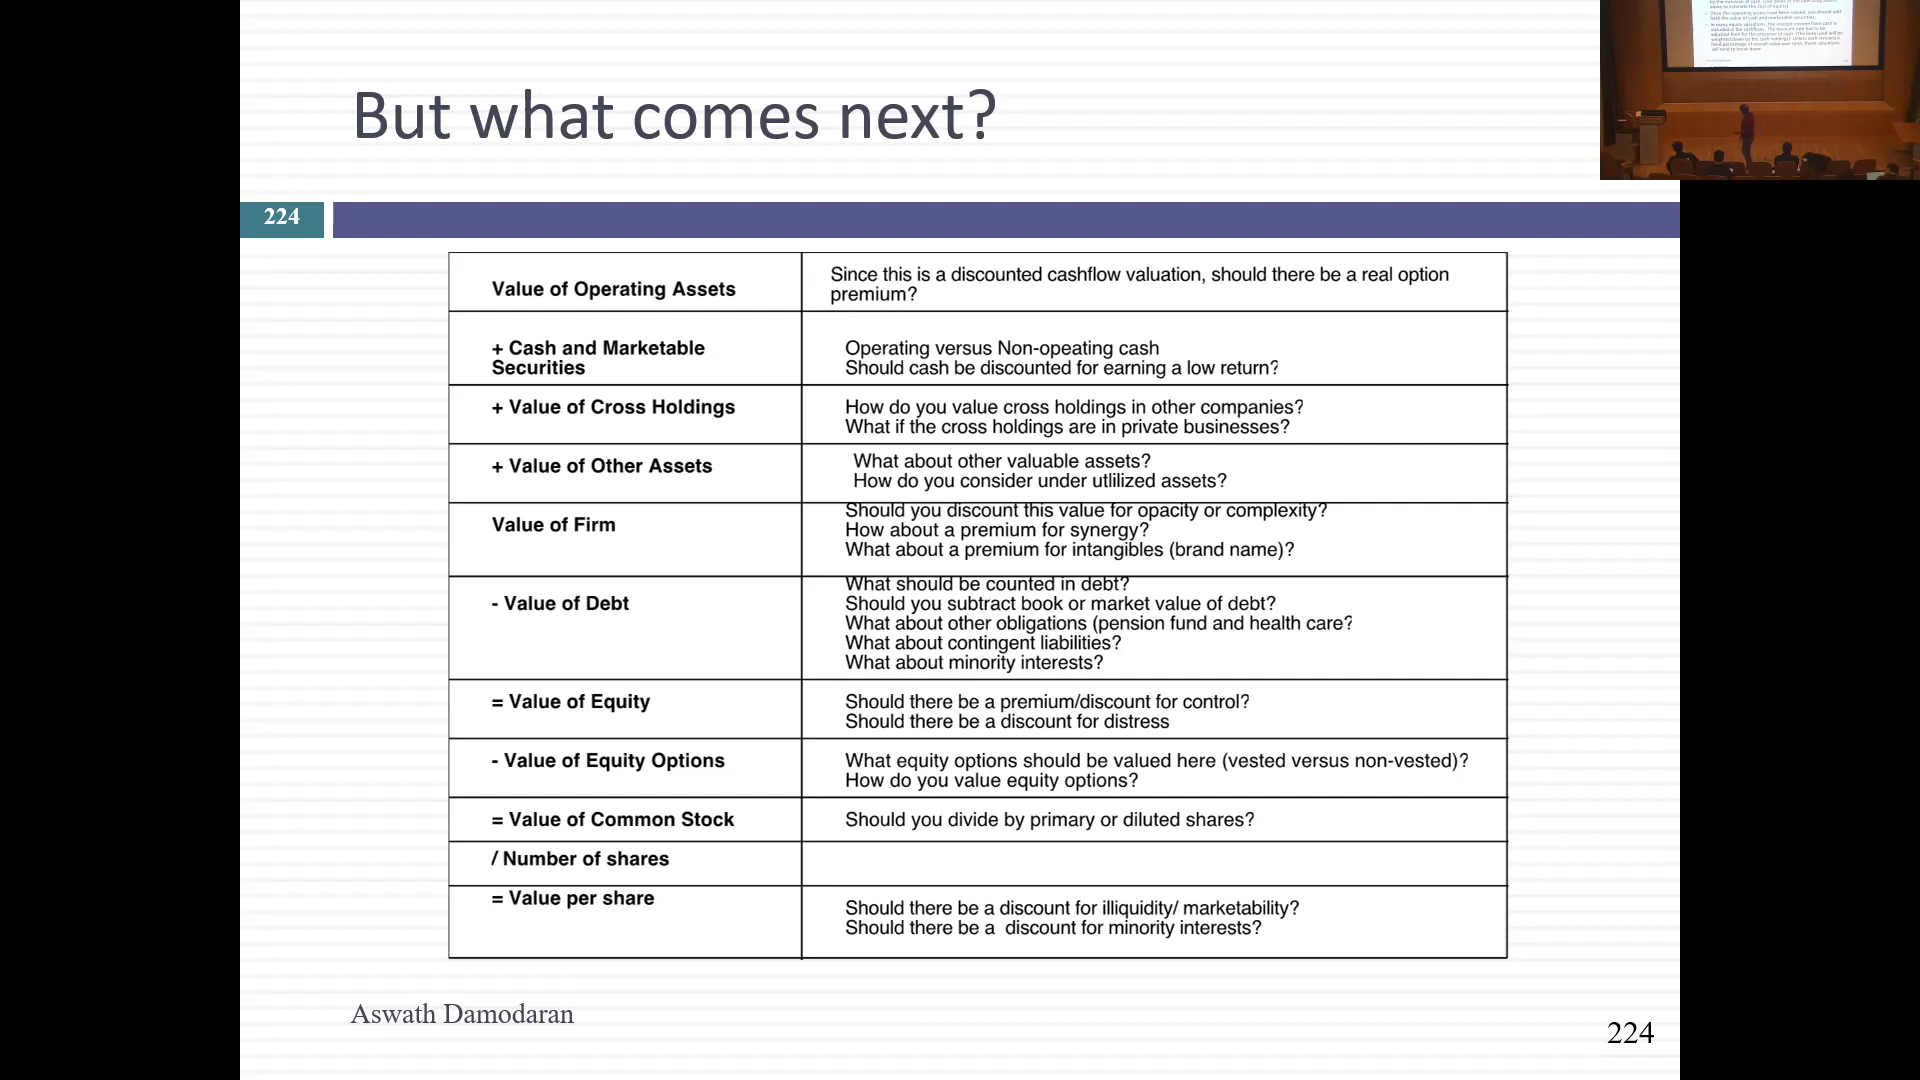 But what comes next?
224
Value of Operating Assets
Since this is a discounted cashflow valuation, should there be a real option
premium?
+ Cash and Marketable
Securities
Operating versus Non-opeating cash
Should cash be discounted for earning a low return?
+ Value of Cross Holdings
How do you value cross holdings in other companies?
What if the cross holdings are in private businesses?
+ Value of Other Assets
What about other valuable assets?
How do you consider under utlilized assets?
Value of Firm
Should you discount this value for opacity or complexity?
How about a premium for synergy?
What about a premium for intangibles (brand name)?
- Value of Debt
What should be counted in debt?
Should you subtract book or market value of debt?
What about other obligations (pension fund and health care?
What about contingent liabilities?
What about minority interests?
= Value of Equity
Should there be a premium/discount for control?
Should there be a discount for distress
- Value of Equity Options
What equity options should be valued here (vested versus non-vested)?
How do you value equity options?
= Value of Common Stock
Should you divide by primary or diluted shares?
/ Number of shares
= Value per share
Should there be a discount for illiquidity/ marketability?
Should there be a  discount for minority interests?
Aswath Damodaran
224